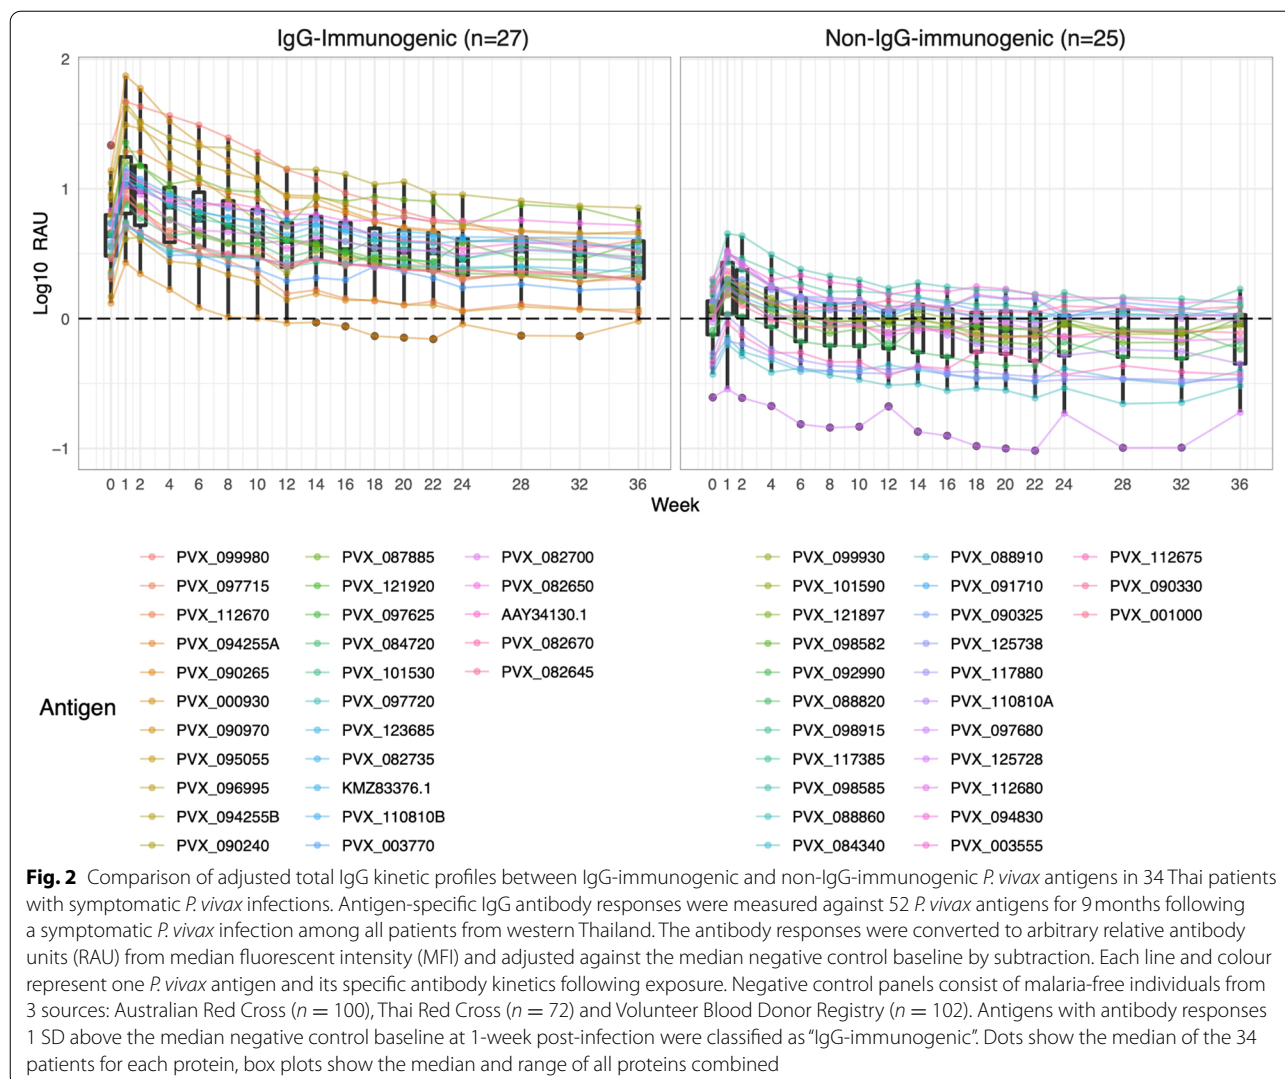 IgG-Immunogenic (n=27)
Non-IgG-immunogenic (n=25)
Log10 RAU
2
1
0
−1
0 1 2 4 6 8 10 12 14 16 18 20 22 24 28 32 36
0 1 2 4 6 8 10 12 14 16 18 20 22 24 28 32 36
Week
Antigen
PVX_099980
PVX_097715
PVX_112670
PVX_094255A
PVX_090265
PVX_000930
PVX_090970
PVX_095055
PVX_096995
PVX_094255B
PVX_090240
PVX_087885
PVX_121920
PVX_097625
PVX_084720
PVX_101530
PVX_097720
PVX_123685
PVX_082735
KMZ83376.1
PVX_110810B
PVX_003770
PVX_082700
PVX_082650
AAY34130.1
PVX_082670
PVX_082645
PVX_099930
PVX_101590
PVX_121897
PVX_098582
PVX_092990
PVX_088820
PVX_098915
PVX_117385
PVX_098585
PVX_088860
PVX_084340
PVX_088910
PVX_091710
PVX_090325
PVX_125738
PVX_117880
PVX_110810A
PVX_097680
PVX_125728
PVX_112680
PVX_094830
PVX_003555
PVX_112675
PVX_090330
PVX_001000
Fig. 2 Comparison of adjusted total IgG kinetic profiles between IgG-immunogenic and non-IgG-immunogenic P. vivax antigens in 34 Thai patients
with symptomatic P. vivax infections. Antigen-specific IgG antibody responses were measured against 52 P. vivax antigens for 9 months following
a symptomatic P. vivax infection among all patients from western Thailand. The antibody responses were converted to arbitrary relative antibody
units (RAU) from median fluorescent intensity (MFI) and adjusted against the median negative control baseline by subtraction. Each line and colour
represent one P. vivax antigen and its specific antibody kinetics following exposure. Negative control panels consist of malaria-free individuals from
3 sources: Australian Red Cross (n = 100), Thai Red Cross (n = 72) and Volunteer Blood Donor Registry (n = 102). Antigens with antibody responses
1 SD above the median negative control baseline at 1-week post-infection were classified as “IgG-immunogenic”. Dots show the median of the 34
patients for each protein, box plots show the median and range of all proteins combined